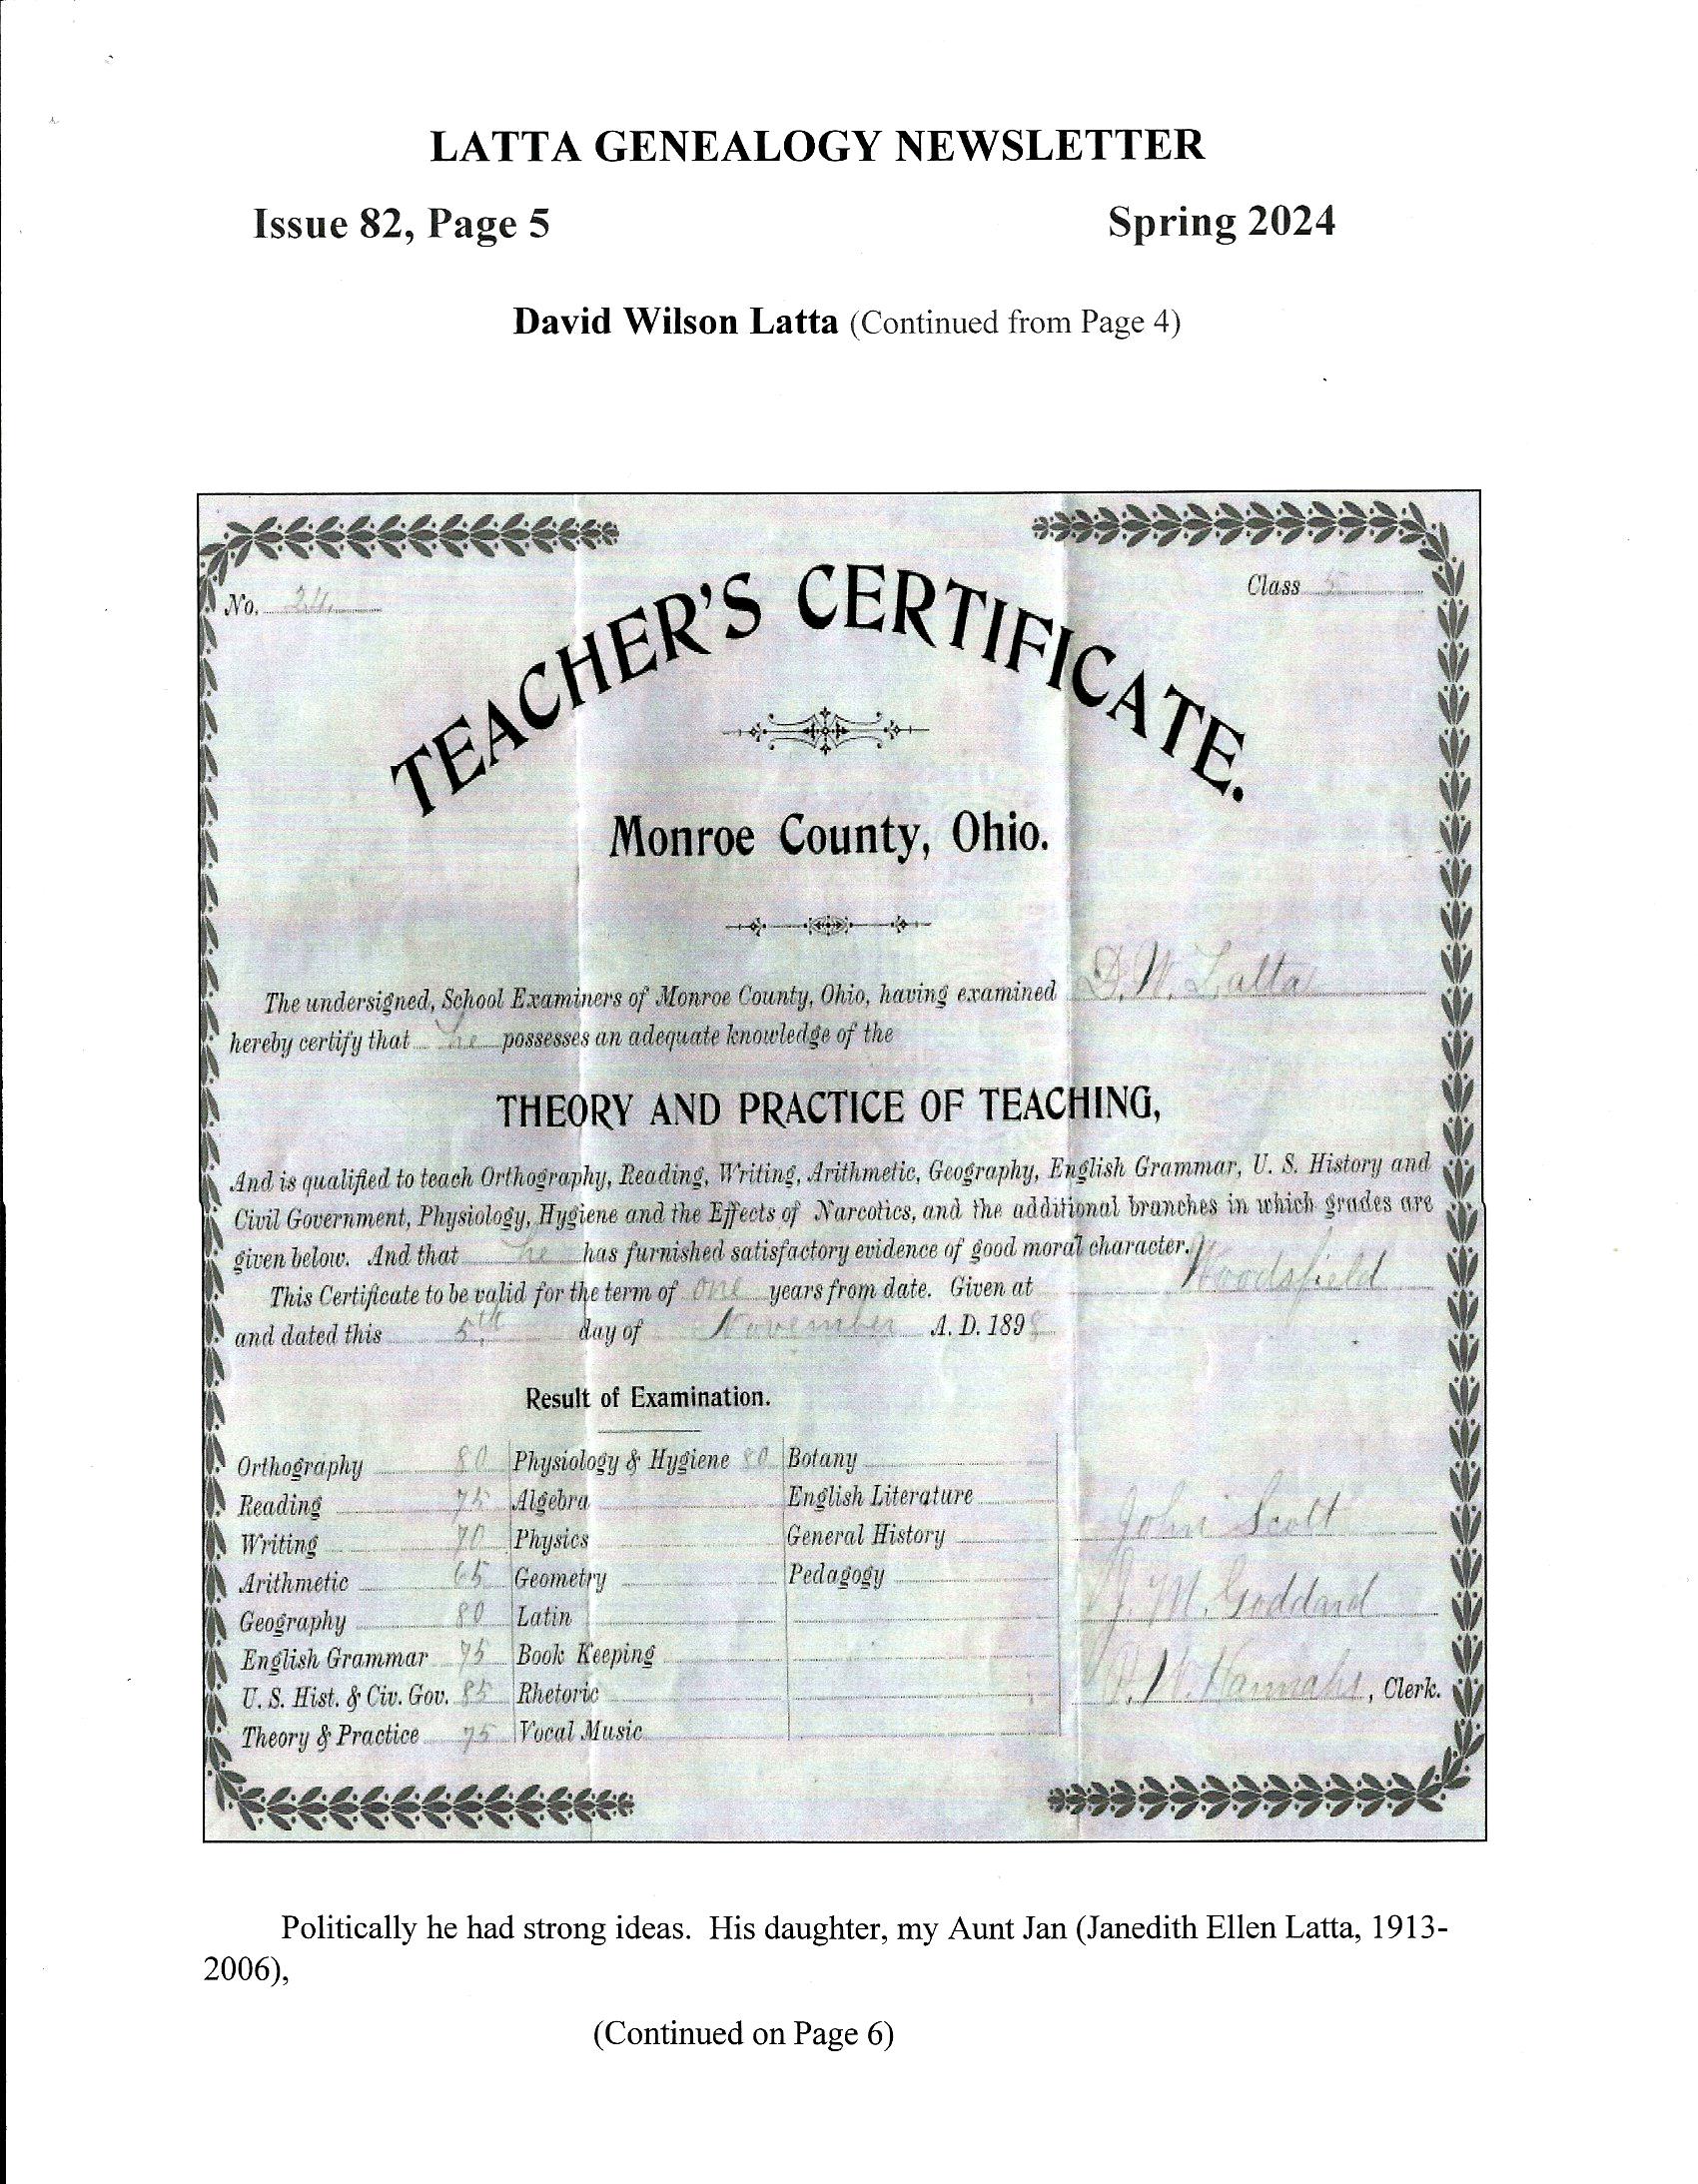 LATTA GENEALOGY NEWSLETTER
Issue 82, Page 5 Spring 2024
David Wilson Latta (Continued from Page 4)
No. Class 5
TEACHER'S CERTIFICATE.
Monroe County, Ohio.
The undersigned, School Examiners of Monroe County, Ohio, having examined D. W. Latta
hereby certify that he possesses an adequate knowledge of the
THEORY AND PRACTICE OF TEACHING,
And is qualified to teach Orthography, Reading, Writing, Arithmetic, Geography, English Grammar, U. S. History and
Civil Government, Physiology, Hygiene and the Effects of Narcotics, and the additional branches in which grades are
given below. And that he has furnished satisfactory evidence of good moral character.
This Certificate to be valid for the term of one years from date. Given at Woodsfield
and dated this 5th day of November A. D. 1898
Result of Examination.
Orthography 80 Physiology & Hygiene 80 Botany
Reading 75 Algebra English Literature
Writing 70 Physics General History
Arithmetic 65 Geometry Pedagogy
Geography 80 Latin
English Grammar 75 Book Keeping
U. S. Hist. & Civ. Gov. 85 Rhetoric
Theory & Practice 75 Vocal Music
John Scott
J. M. Goddard
Hannahs, Clerk.
Politically he had strong ideas. His daughter, my Aunt Jan (Janedith Ellen Latta, 1913-
2006),
(Continued on Page 6)